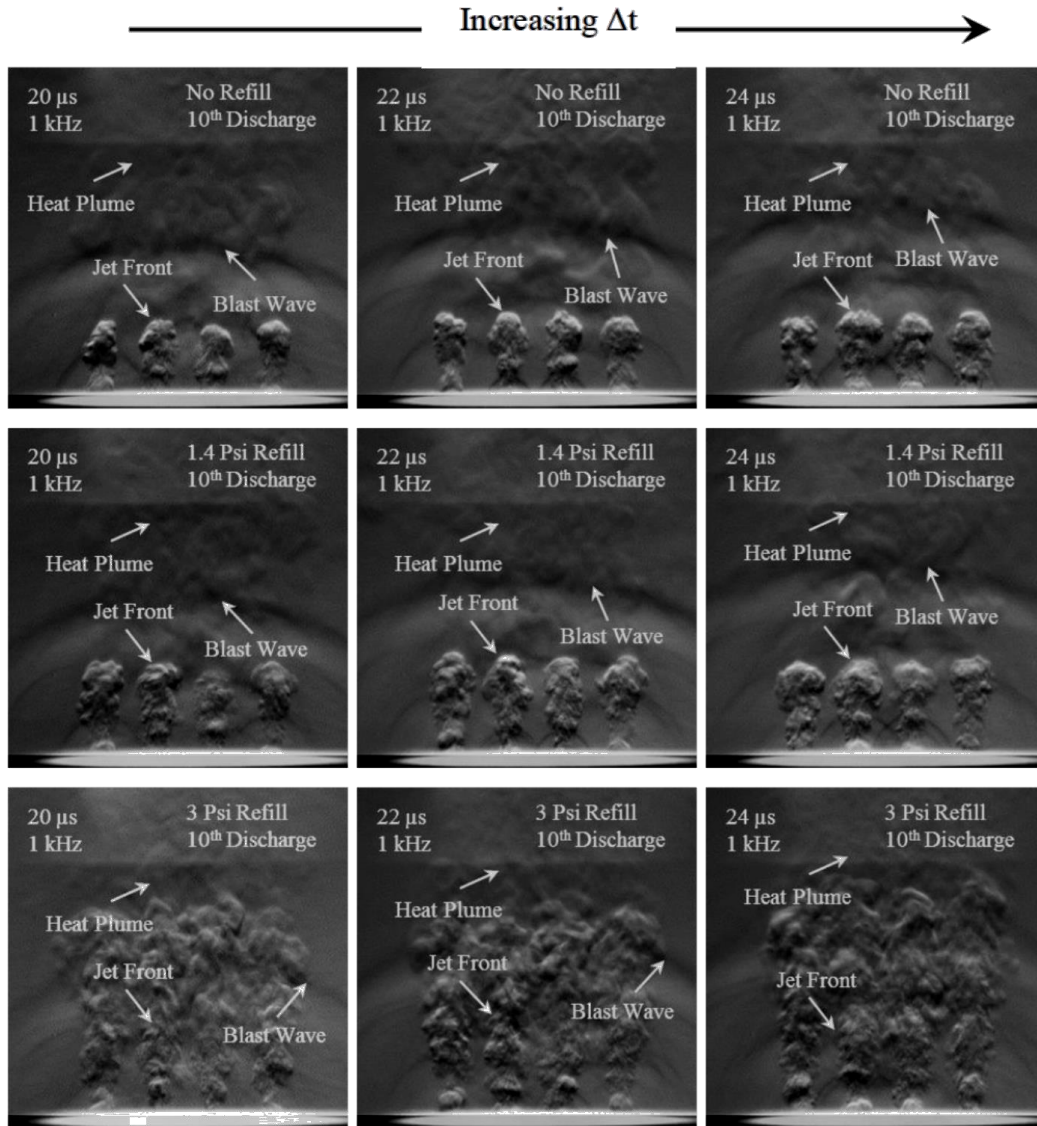 Increasing Δt
20 μs
1 kHz
No Refill
10th Discharge
Heat Plume
Jet Front
Blast Wave
22 μs
1 kHz
No Refill
10th Discharge
Heat Plume
Jet Front
Blast Wave
24 μs
1 kHz
No Refill
10th Discharge
Heat Plume
Jet Front
Blast Wave
20 μs
1 kHz
1.4 Psi Refill
10th Discharge
Heat Plume
Jet Front
Blast Wave
22 μs
1 kHz
1.4 Psi Refill
10th Discharge
Heat Plume
Jet Front
Blast Wave
24 μs
1 kHz
1.4 Psi Refill
10th Discharge
Heat Plume
Jet Front
Blast Wave
20 μs
1 kHz
3 Psi Refill
10th Discharge
Heat Plume
Jet Front
Blast Wave
22 μs
1 kHz
3 Psi Refill
10th Discharge
Heat Plume
Jet Front
Blast Wave
24 μs
1 kHz
3 Psi Refill
10th Discharge
Heat Plume
Jet Front